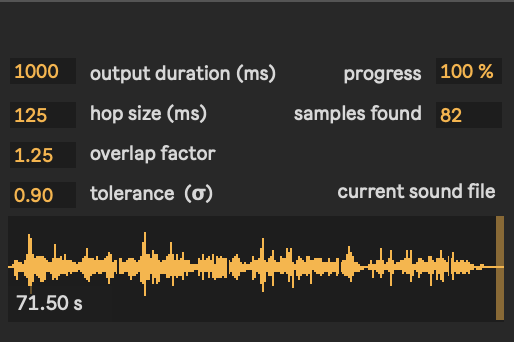 1000 output duration (ms) progress 100 %
125 hop size (ms) samples found 82
1.25 overlap factor
0.90 tolerance (σ) current sound file
71.50 s